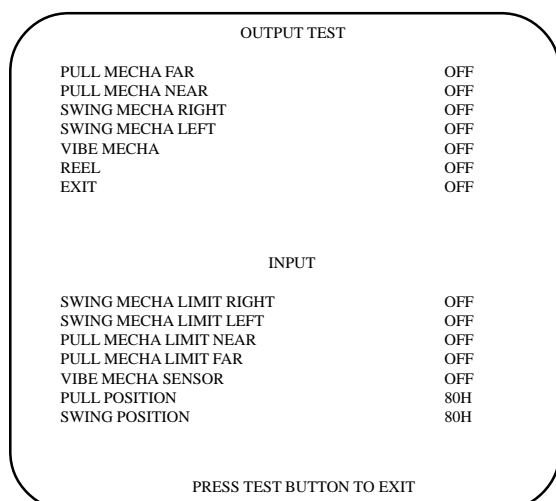 OUTPUT TEST
PULL MECHA FAR OFF
PULL MECHA NEAR OFF
SWING MECHA RIGHT OFF
SWING MECHA LEFT OFF
VIBE MECHA OFF
REEL OFF
EXIT OFF
INPUT
SWING MECHA LIMIT RIGHT OFF
SWING MECHA LIMIT LEFT OFF
PULL MECHA LIMIT NEAR OFF
PULL MECHA LIMIT FAR OFF
VIBE MECHA SENSOR OFF
PULL POSITION 80H
SWING POSITION 80H
PRESS TEST BUTTON TO EXIT